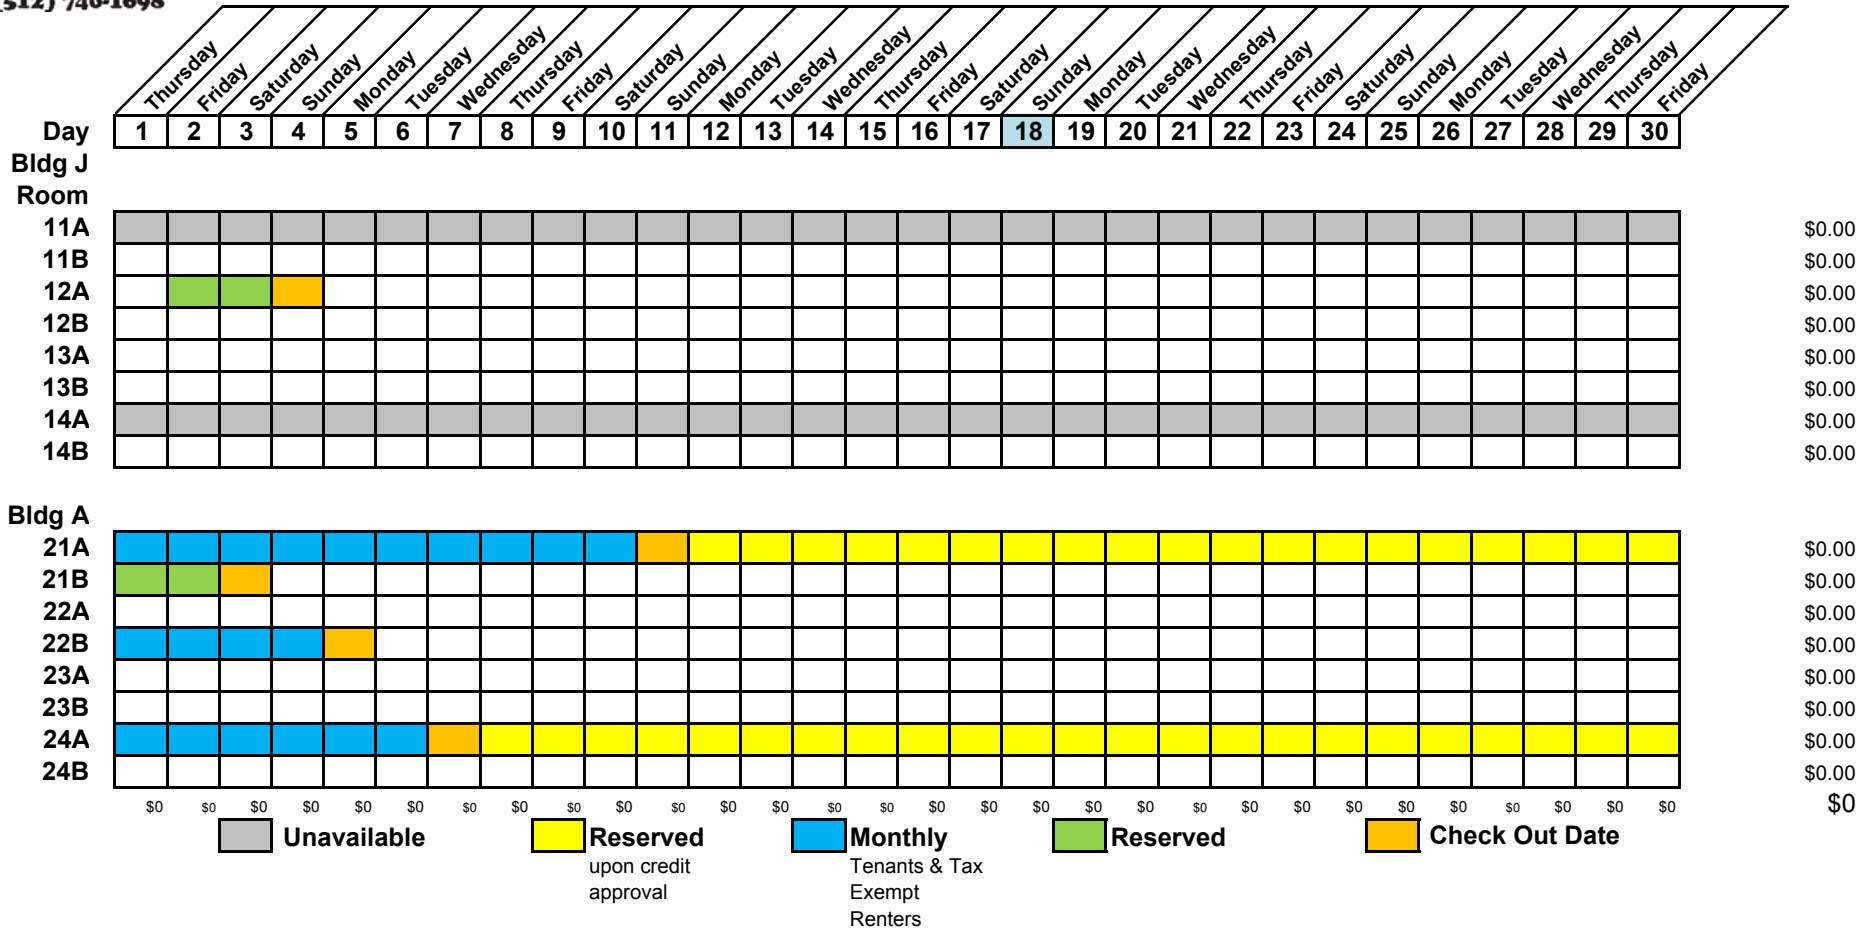 (512) 740-1698
Thursday Friday Saturday Sunday Monday Tuesday Wednesday Thursday Friday Saturday Sunday Monday Tuesday Wednesday Thursday Friday Saturday Sunday Monday Tuesday Wednesday Thursday Friday Saturday Sunday Monday Tuesday Wednesday Thursday Friday
Day 1 2 3 4 5 6 7 8 9 10 11 12 13 14 15 16 17 18 19 20 21 22 23 24 25 26 27 28 29 30
Bldg J
Room
11A $0.00
11B $0.00
12A $0.00
12B $0.00
13A $0.00
13B $0.00
14A $0.00
14B $0.00
Bldg A
21A $0.00
21B $0.00
22A $0.00
22B $0.00
23A $0.00
23B $0.00
24A $0.00
24B $0.00
$0 $0 $0 $0 $0 $0 $0 $0 $0 $0 $0 $0 $0 $0 $0 $0 $0 $0 $0 $0 $0 $0 $0 $0 $0 $0 $0 $0 $0 $0 $0
Unavailable Reserved Monthly Reserved Check Out Date
upon credit Tenants & Tax
approval Exempt
Renters